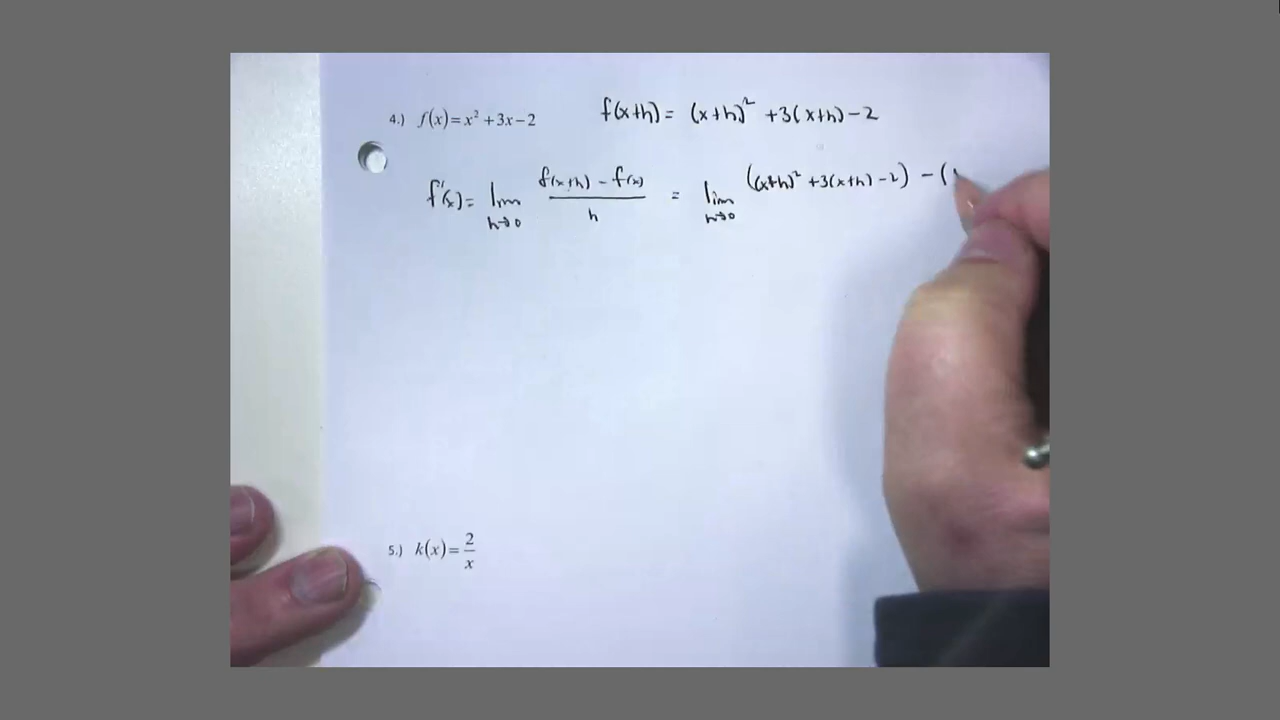 4.) f(x)=x²+3x−2 f(x+h) = (x+h)² +3(x+h)−2
f'(x) = lim h→0 f(x+h) − f(x) / h = lim h→0 ((x+h)² +3(x+h) −2) − (
5.) k(x)= 2/x